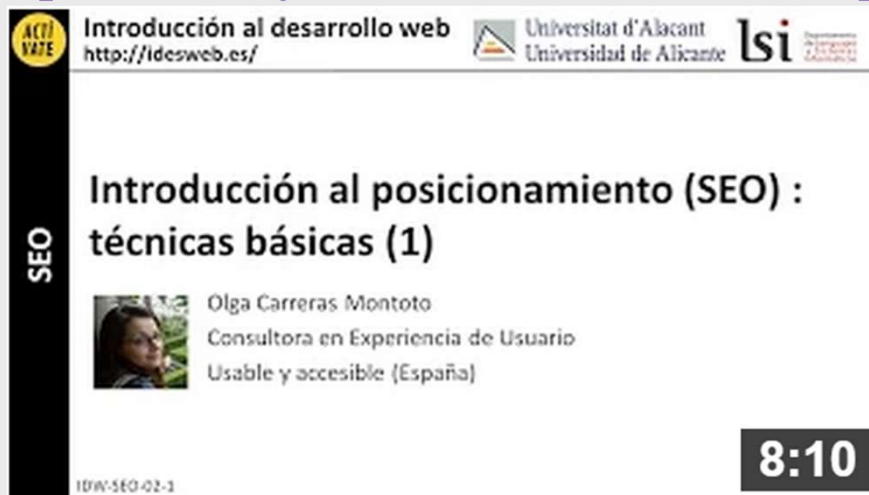 ACTÍ
VATE
Introducción al desarrollo web
http://idesweb.es/
Universitat d'Alacant
Universidad de Alicante
lsi
SEO
Introducción al posicionamiento (SEO) :
técnicas básicas (1)
Olga Carreras Montoto
Consultora en Experiencia de Usuario
Usable y accesible (España)
8:10
IDW-SEO-02-1